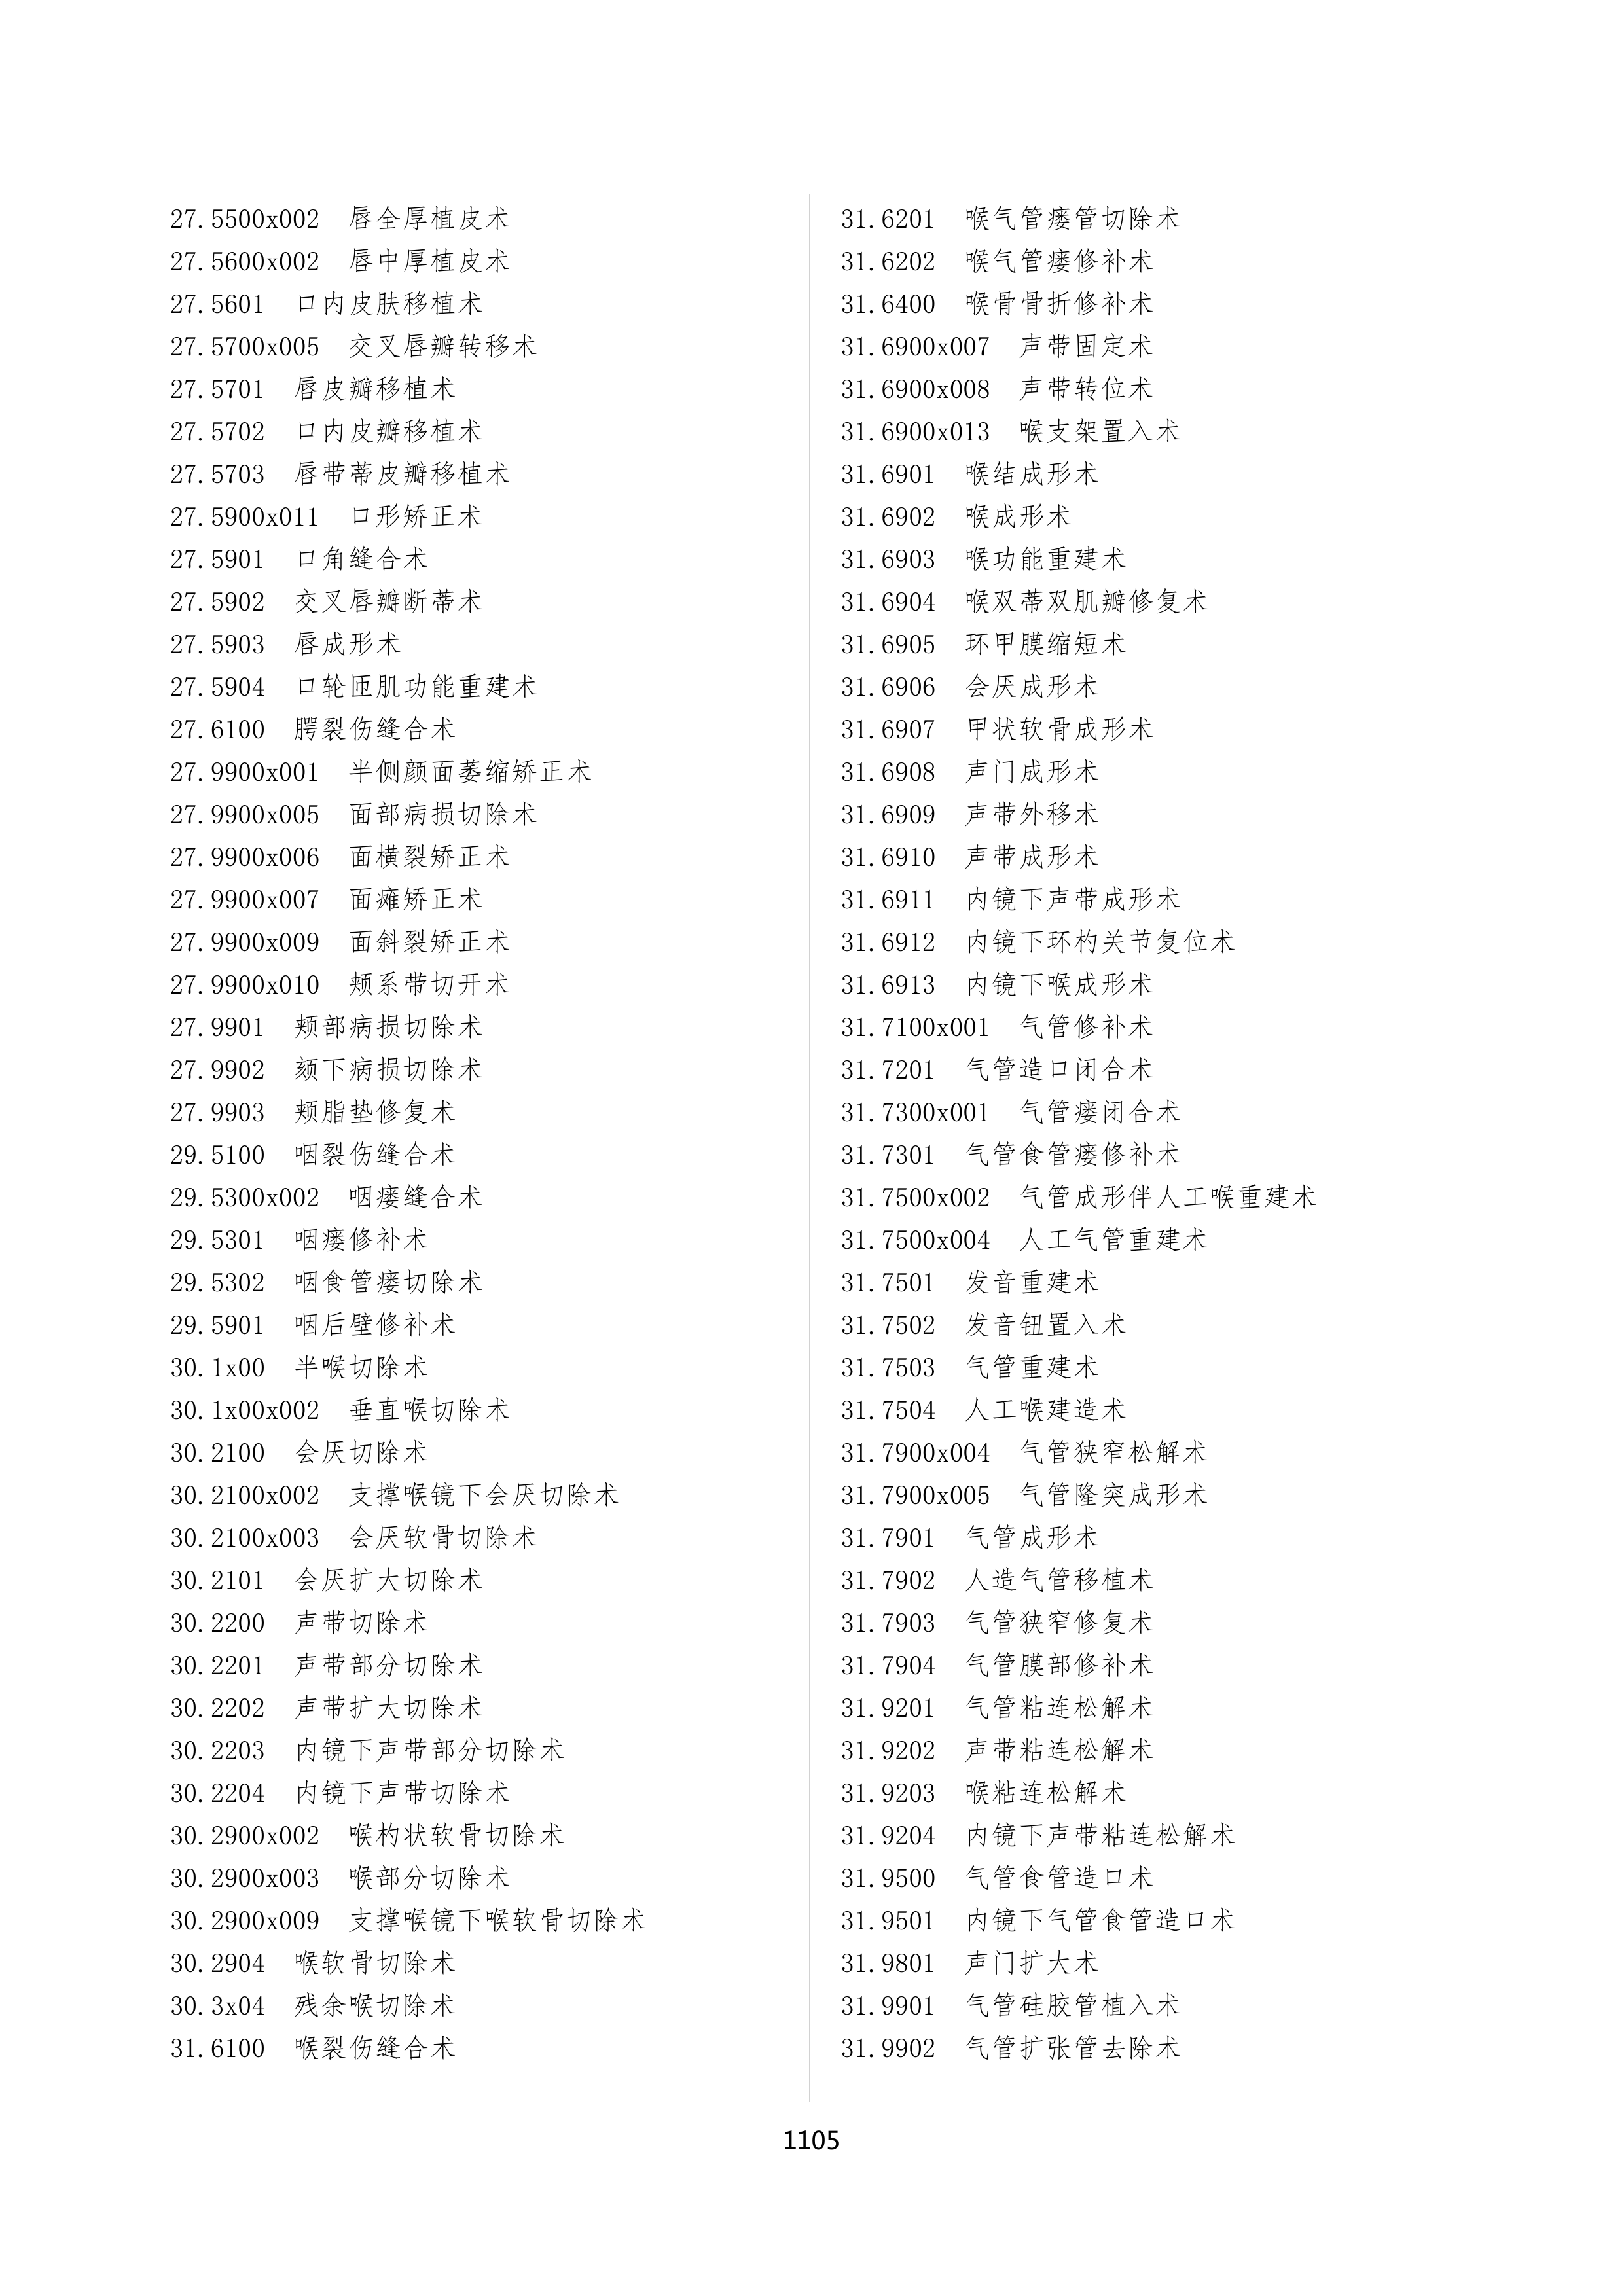 27.5500x002 唇全厚植皮术
27.5600x002 唇中厚植皮术
27.5601 口内皮肤移植术
27.5700x005 交叉唇瓣转移术
27.5701 唇皮瓣移植术
27.5702 口内皮瓣移植术
27.5703 唇带蒂皮瓣移植术
27.5900x011 口形矫正术
27.5901 口角缝合术
27.5902 交叉唇瓣断蒂术
27.5903 唇成形术
27.5904 口轮匝肌功能重建术
27.6100 腭裂伤缝合术
27.9900x001 半侧颜面萎缩矫正术
27.9900x005 面部病损切除术
27.9900x006 面横裂矫正术
27.9900x007 面瘫矫正术
27.9900x009 面斜裂矫正术
27.9900x010 颊系带切开术
27.9901 颊部病损切除术
27.9902 颏下病损切除术
27.9903 颊脂垫修复术
29.5100 咽裂伤缝合术
29.5300x002 咽瘘缝合术
29.5301 咽瘘修补术
29.5302 咽食管瘘切除术
29.5901 咽后壁修补术
30.1x00 半喉切除术
30.1x00x002 垂直喉切除术
30.2100 会厌切除术
30.2100x002 支撑喉镜下会厌切除术
30.2100x003 会厌软骨切除术
30.2101 会厌扩大切除术
30.2200 声带切除术
30.2201 声带部分切除术
30.2202 声带扩大切除术
30.2203 内镜下声带部分切除术
30.2204 内镜下声带切除术
30.2900x002 喉杓状软骨切除术
30.2900x003 喉部分切除术
30.2900x009 支撑喉镜下喉软骨切除术
30.2904 喉软骨切除术
30.3x04 残余喉切除术
31.6100 喉裂伤缝合术
31.6201 喉气管瘘管切除术
31.6202 喉气管瘘修补术
31.6400 喉骨骨折修补术
31.6900x007 声带固定术
31.6900x008 声带转位术
31.6900x013 喉支架置入术
31.6901 喉结成形术
31.6902 喉成形术
31.6903 喉功能重建术
31.6904 喉双蒂双肌瓣修复术
31.6905 环甲膜缩短术
31.6906 会厌成形术
31.6907 甲状软骨成形术
31.6908 声门成形术
31.6909 声带外移术
31.6910 声带成形术
31.6911 内镜下声带成形术
31.6912 内镜下环杓关节复位术
31.6913 内镜下喉成形术
31.7100x001 气管修补术
31.7201 气管造口闭合术
31.7300x001 气管瘘闭合术
31.7301 气管食管瘘修补术
31.7500x002 气管成形伴人工喉重建术
31.7500x004 人工气管重建术
31.7501 发音重建术
31.7502 发音钮置入术
31.7503 气管重建术
31.7504 人工喉建造术
31.7900x004 气管狭窄松解术
31.7900x005 气管隆突成形术
31.7901 气管成形术
31.7902 人造气管移植术
31.7903 气管狭窄修复术
31.7904 气管膜部修补术
31.9201 气管粘连松解术
31.9202 声带粘连松解术
31.9203 喉粘连松解术
31.9204 内镜下声带粘连松解术
31.9500 气管食管造口术
31.9501 内镜下气管食管造口术
31.9801 声门扩大术
31.9901 气管硅胶管植入术
31.9902 气管扩张管去除术
1105